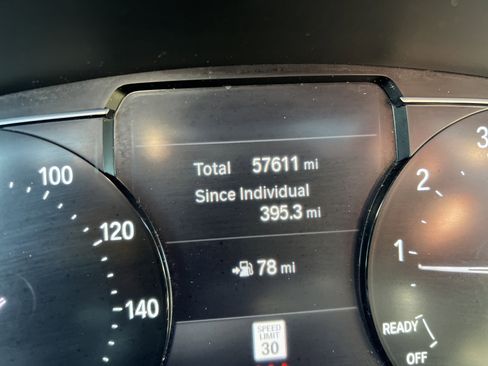 Total 57611 mi
Since Individual
395.3 mi
78 mi
100
120
140
SPEED
LIMIT
30
3
2
1
READY
OFF